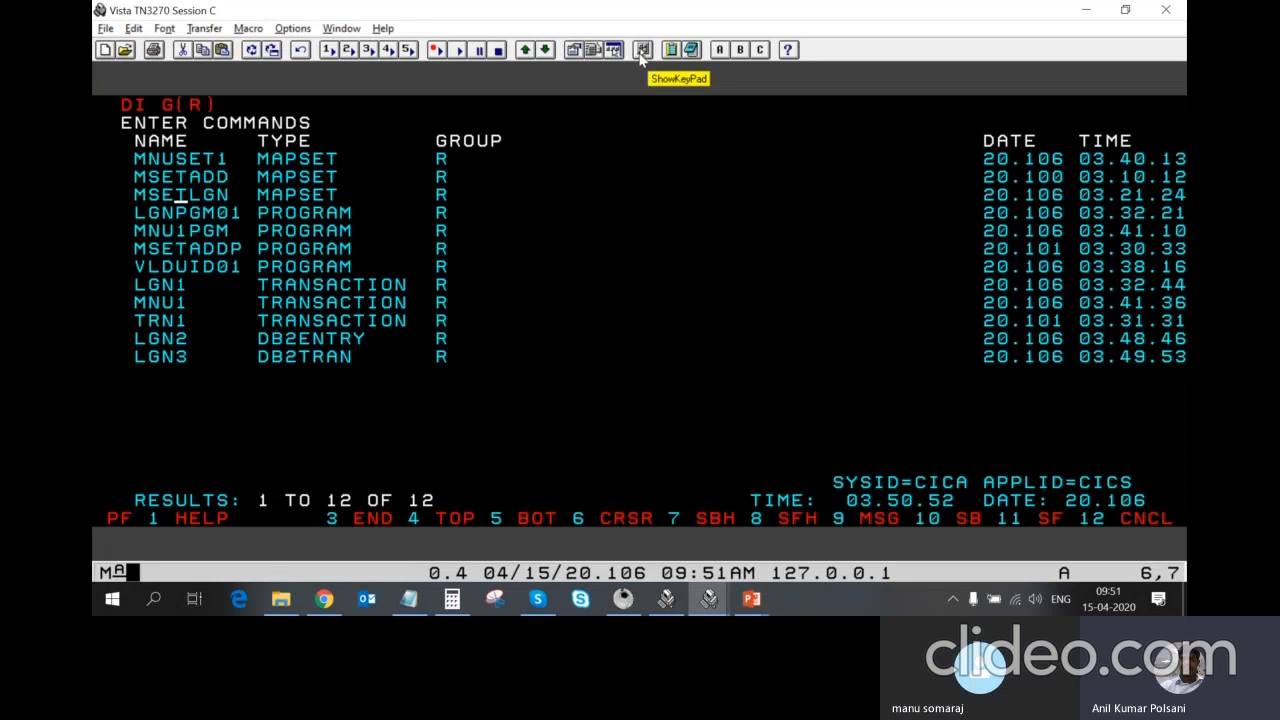 Vista TN3270 Session C
File Edit Font Transfer Macro Options Window Help
1 2 3 4 5 A B C ?
ShowKeyPad
DI G(R)
ENTER COMMANDS
NAME TYPE GROUP DATE TIME
MNUSET1 MAPSET R 20.106 03.40.13
MSETADD MAPSET R 20.100 03.10.12
MSETLGN MAPSET R 20.106 03.21.24
LGNPGM01 PROGRAM R 20.106 03.32.21
MNU1PGM PROGRAM R 20.106 03.41.10
MSETADDP PROGRAM R 20.101 03.30.33
VLDUID01 PROGRAM R 20.106 03.38.16
LGN1 TRANSACTION R 20.106 03.32.44
MNU1 TRANSACTION R 20.106 03.41.36
TRN1 TRANSACTION R 20.101 03.31.31
LGN2 DB2ENTRY R 20.106 03.48.46
LGN3 DB2TRAN R 20.106 03.49.53
SYSID=CICA APPLID=CICS
RESULTS: 1 TO 12 OF 12 TIME: 03.50.52 DATE: 20.106
PF 1 HELP 3 END 4 TOP 5 BOT 6 CRSR 7 SBH 8 SFH 9 MSG 10 SB 11 SF 12 CNCL
MA 0.4 04/15/20.106 09:51AM 127.0.0.1 A 6,7
ENG
09:51
15-04-2020
clideo.com
manu somaraj
Anil Kumar Polsani